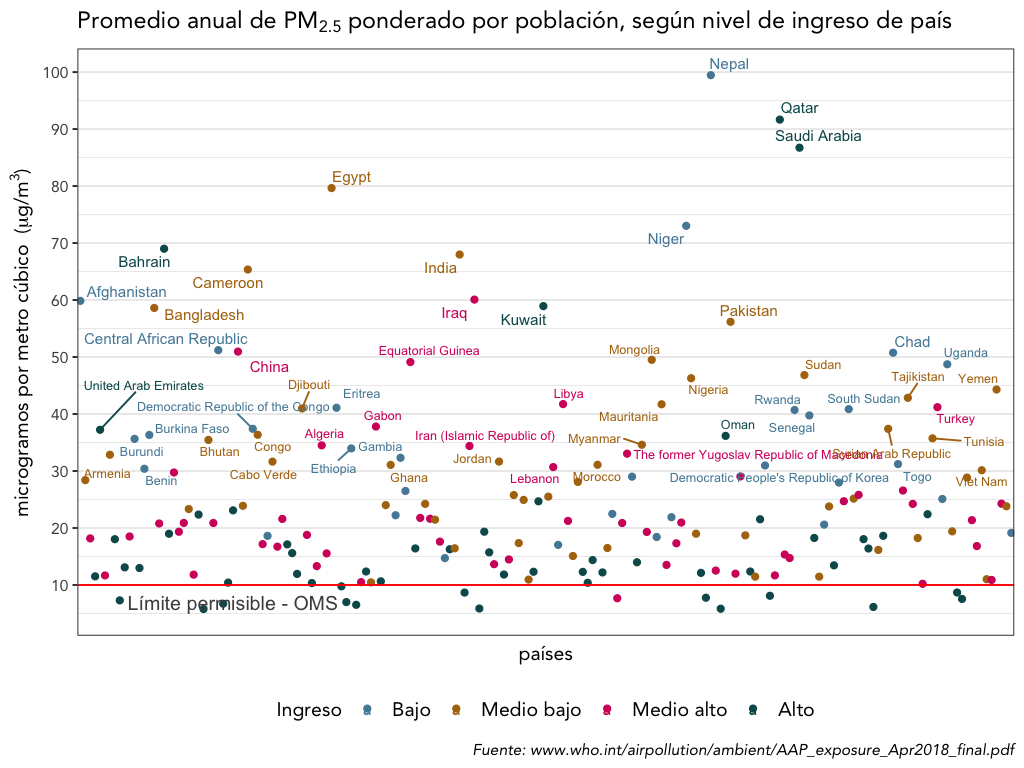 Promedio anual de PM2.5 ponderado por población, según nivel de ingreso de país
microgramos por metro cúbico (µg/m³)
100
90
80
70
60
50
40
30
20
10
Nepal
Qatar
Saudi Arabia
Egypt
Niger
Bahrain
India
Cameroon
Afghanistan
Bangladesh
Iraq
Kuwait
Pakistan
Central African Republic
China
Equatorial Guinea
Mongolia
Chad
Uganda
United Arab Emirates
Djibouti
Eritrea
Libya
Nigeria
Sudan
Tajikistan
Yemen
Democratic Republic of the Congo
Gabon
Mauritania
Rwanda
South Sudan
Burkina Faso
Algeria
Iran (Islamic Republic of)
Myanmar
Oman
Senegal
Turkey
Burundi
Bhutan
Congo
Gambia
Jordan
The former Yugoslav Republic of Macedonia
Syrian Arab Republic
Tunisia
Armenia
Benin
Cabo Verde
Ethiopia
Ghana
Lebanon
Morocco
Democratic People's Republic of Korea
Togo
Viet Nam
Límite permisible - OMS
países
Ingreso Bajo Medio bajo Medio alto Alto
Fuente: www.who.int/airpollution/ambient/AAP_exposure_Apr2018_final.pdf